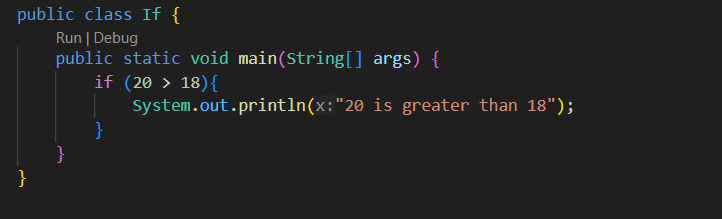 public class If {
Run | Debug
public static void main(String[] args) {
if (20 > 18){
System.out.println(x:"20 is greater than 18");
}
}
}